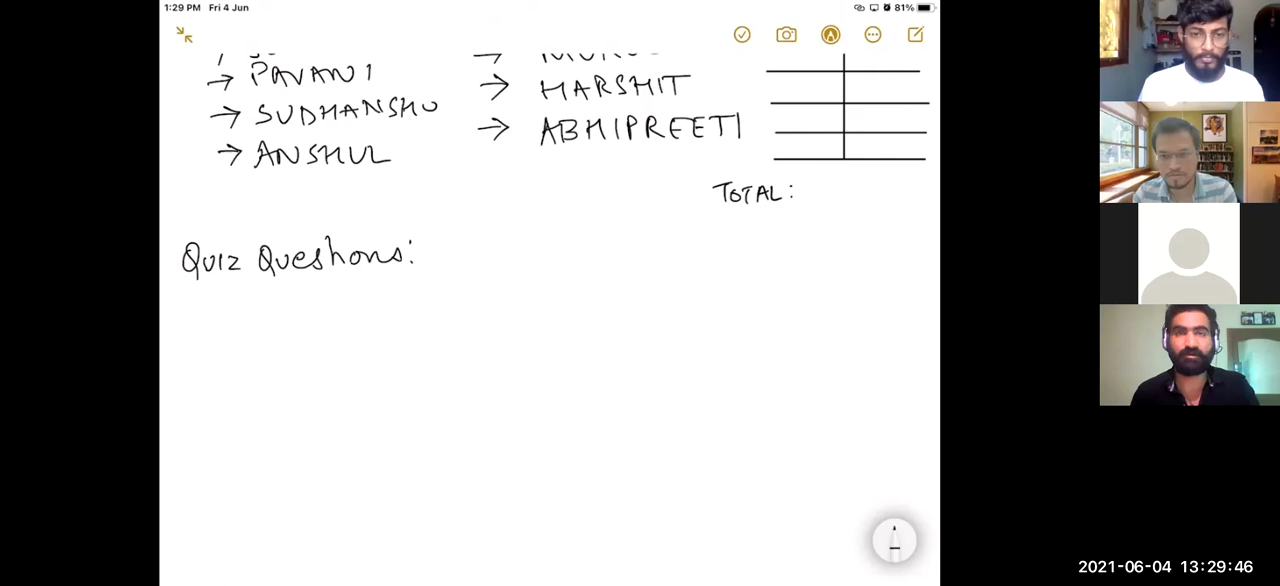 1:29 PM Fri 4 Jun 81%
→ PAVANI → HARSHIT
→ SUDHANSHU → ABHIPREETI
→ ANSHUL
TOTAL:
Quiz Questions:
2021-06-04 13:29:46